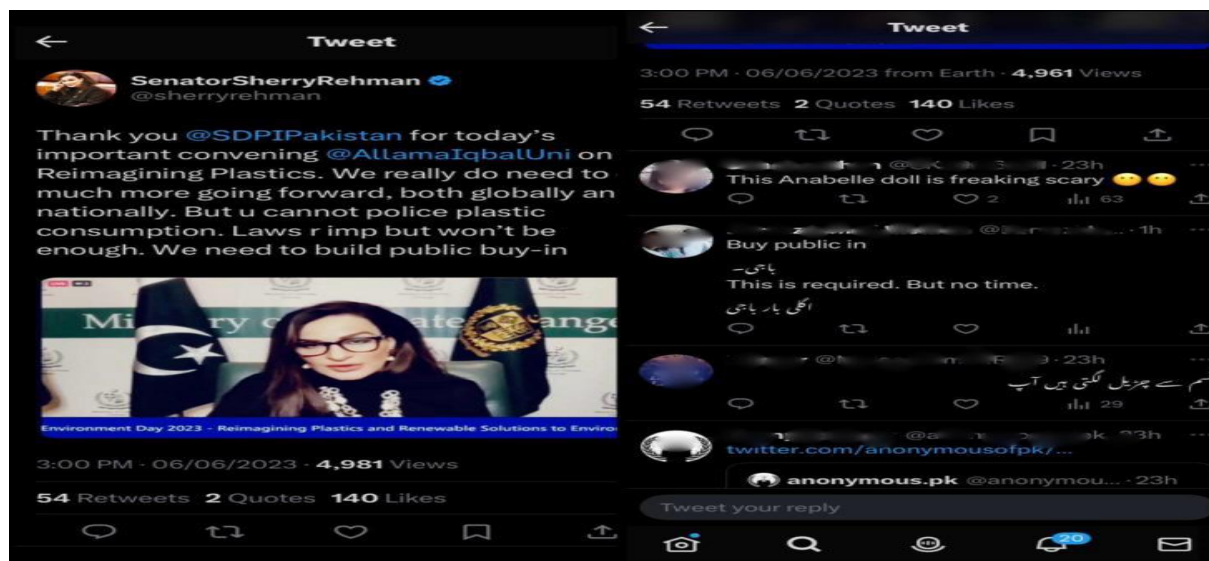 Tweet
SenatorSherryRehman
@sherryrehman
Thank you @SDPIPakistan for today's
important convening @AllamaIqbalUni on
Reimagining Plastics. We really do need to
much more going forward, both globally an
nationally. But u cannot police plastic
consumption. Laws r imp but won't be
enough. We need to build public buy-in
Environment Day 2023 - Reimagining Plastics and Renewable Solutions to Enviro
3:00 PM · 06/06/2023 · 4,981 Views
54 Retweets 2 Quotes 140 Likes
Tweet
3:00 PM · 06/06/2023 from Earth · 4,961 Views
54 Retweets 2 Quotes 140 Likes
· 23h
This Anabelle doll is freaking scary 😶😶
2 63
· 1h
Buy public in
باجی۔
This is required. But no time.
اگلی بار باجی
· 23h
سم سے چڑیل لگتی ہیں آپ
29
twitter.com/anonymousofpk/...
anonymous.pk @anonymou... · 23h
Tweet your reply
20